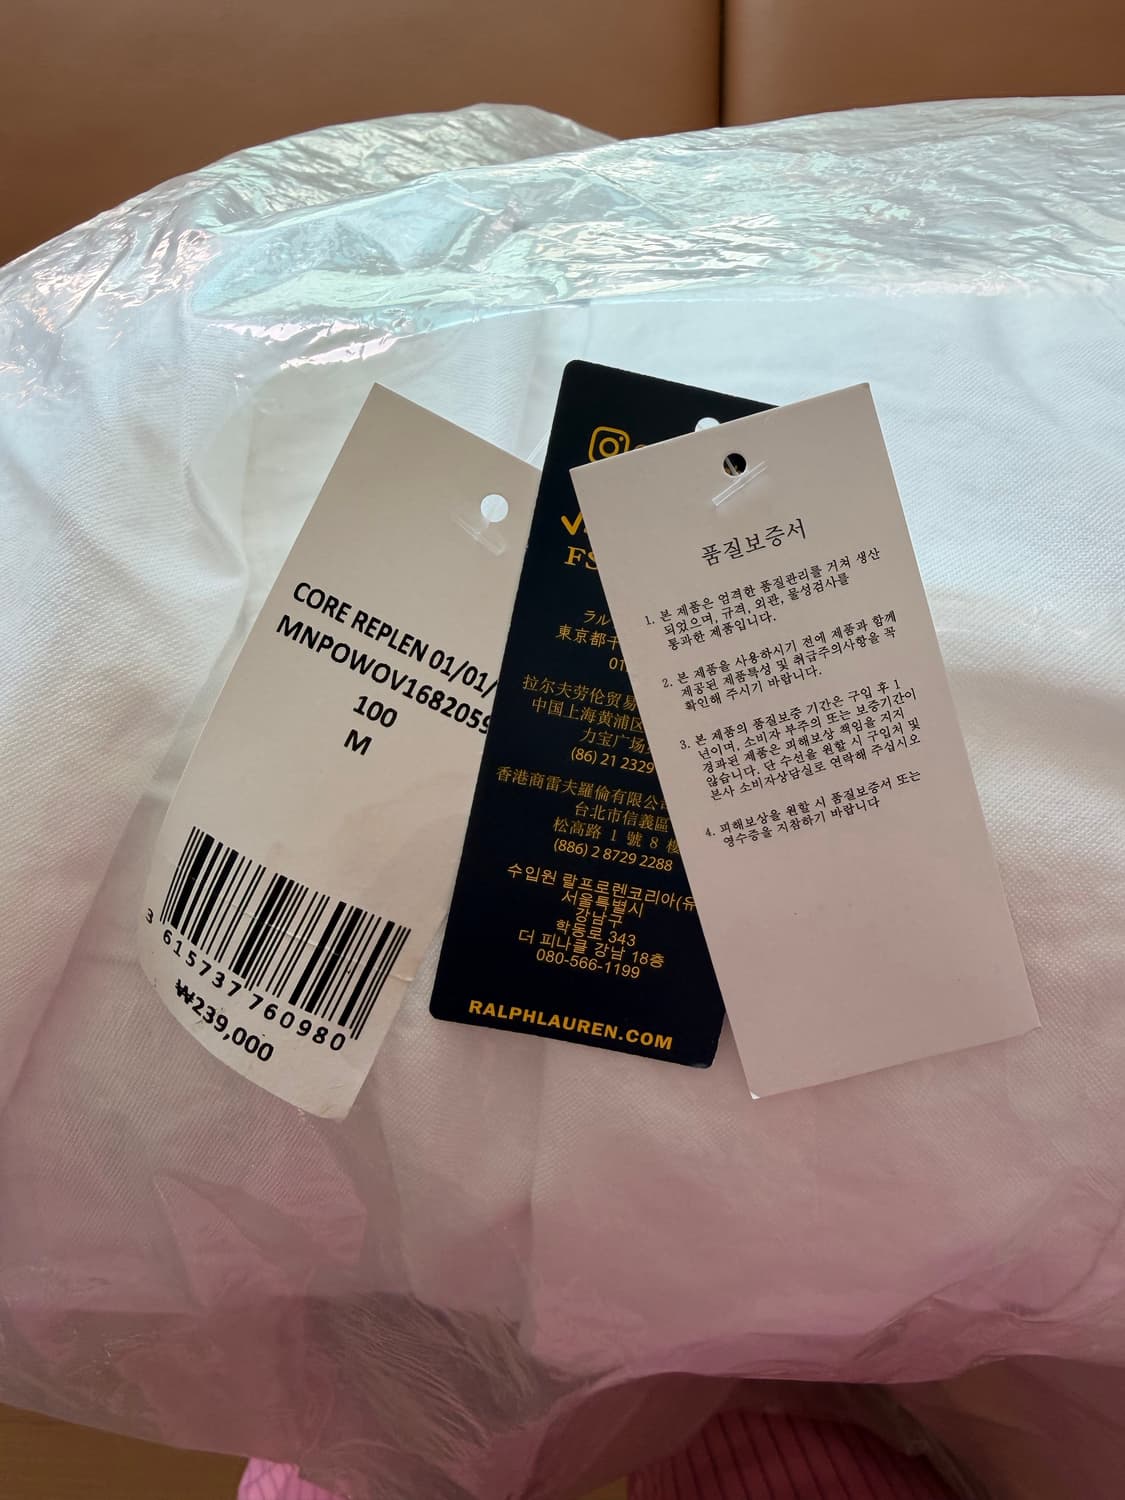 CORE REPLEN 01/01/
MNPOWOV1682059
100
M
3 615737 760980
₩239,000
FS
ラル
東京都千
01
拉尔夫劳伦贸易
中国上海黄浦区
力宝广场
(86) 21 2329
香港商雷夫羅倫有限公司
台北市信義區
松高路 1 號 8 樓
(886) 2 8729 2288
수입원 랄프로렌코리아(유
서울특별시
강남구
학동로 343
더 피나클 강남 18층
080-566-1199
RALPHLAUREN.COM
품질보증서
1. 본 제품은 엄격한 품질관리를 거쳐 생산
되었으며, 규격, 외관, 물성검사를
통과한 제품입니다.
2. 본 제품을 사용하시기 전에 제품과 함께
제공된 제품특성 및 취급주의사항을 꼭
확인해 주시기 바랍니다.
3. 본 제품의 품질보증 기간은 구입 후 1
년이며, 소비자 부주의 또는 보증기간이
경과된 제품은 피해보상 책임을 지지
않습니다. 단 수선을 원할 시 구입처 및
본사 소비자상담실로 연락해 주십시오
4. 피해보상을 원할 시 품질보증서 또는
영수증을 지참하기 바랍니다